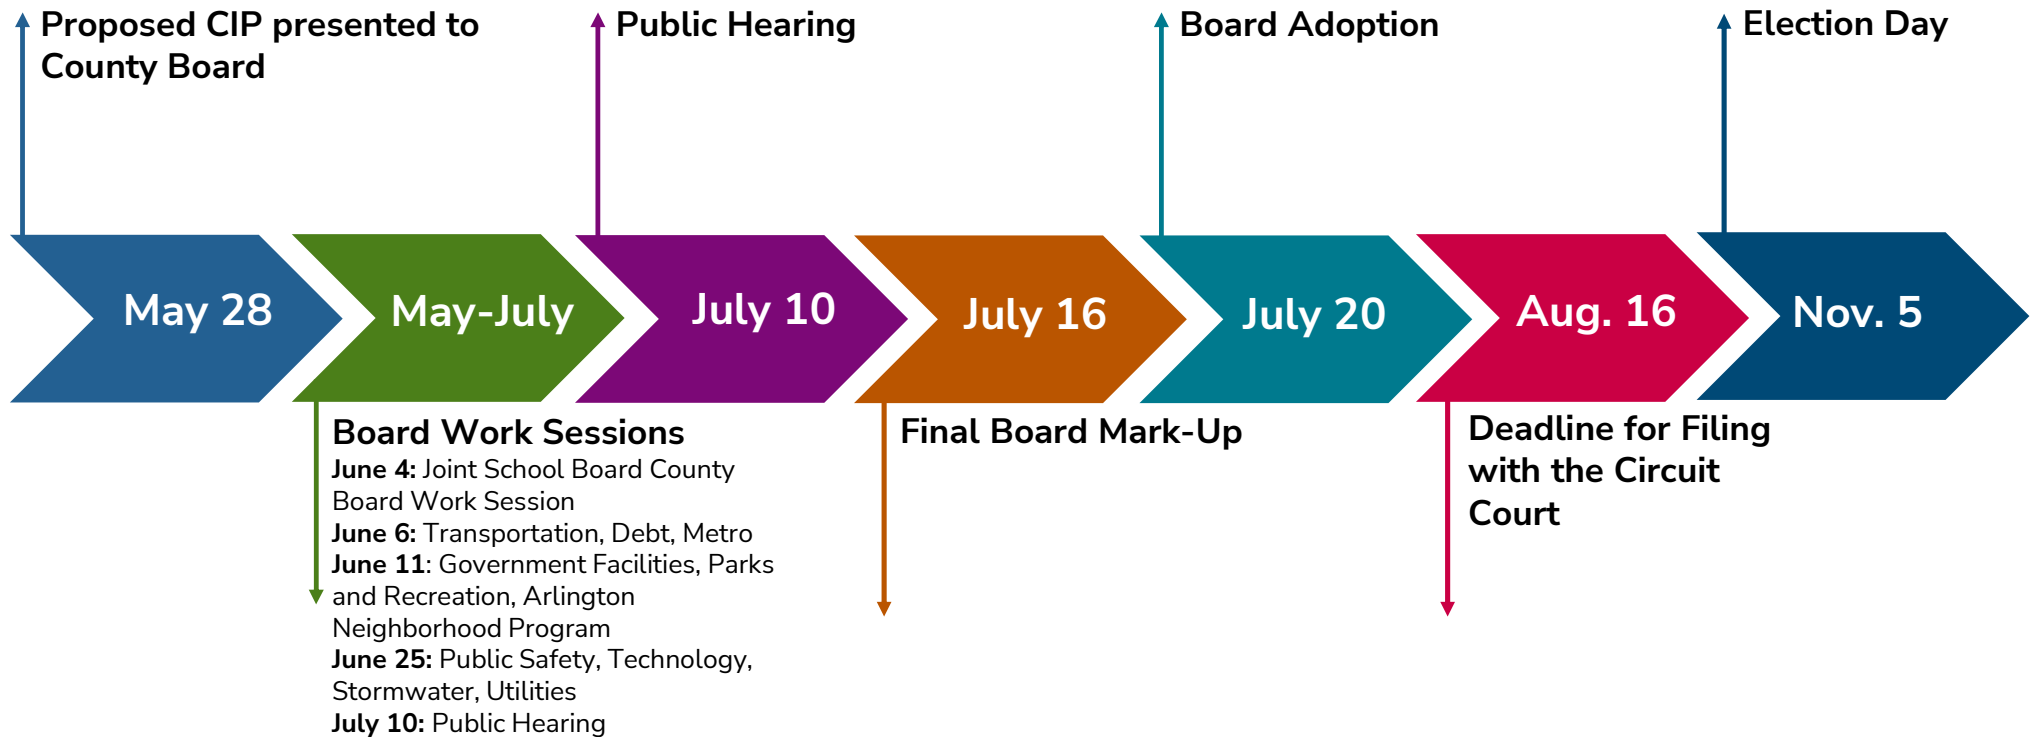 Proposed CIP presented to
County Board
Public Hearing
Board Adoption
Election Day
May 28
May-July
July 10
July 16
July 20
Aug. 16
Nov. 5
Board Work Sessions
June 4: Joint School Board County
Board Work Session
June 6: Transportation, Debt, Metro
June 11: Government Facilities, Parks
and Recreation, Arlington
Neighborhood Program
June 25: Public Safety, Technology,
Stormwater, Utilities
July 10: Public Hearing
Final Board Mark-Up
Deadline for Filing
with the Circuit
Court